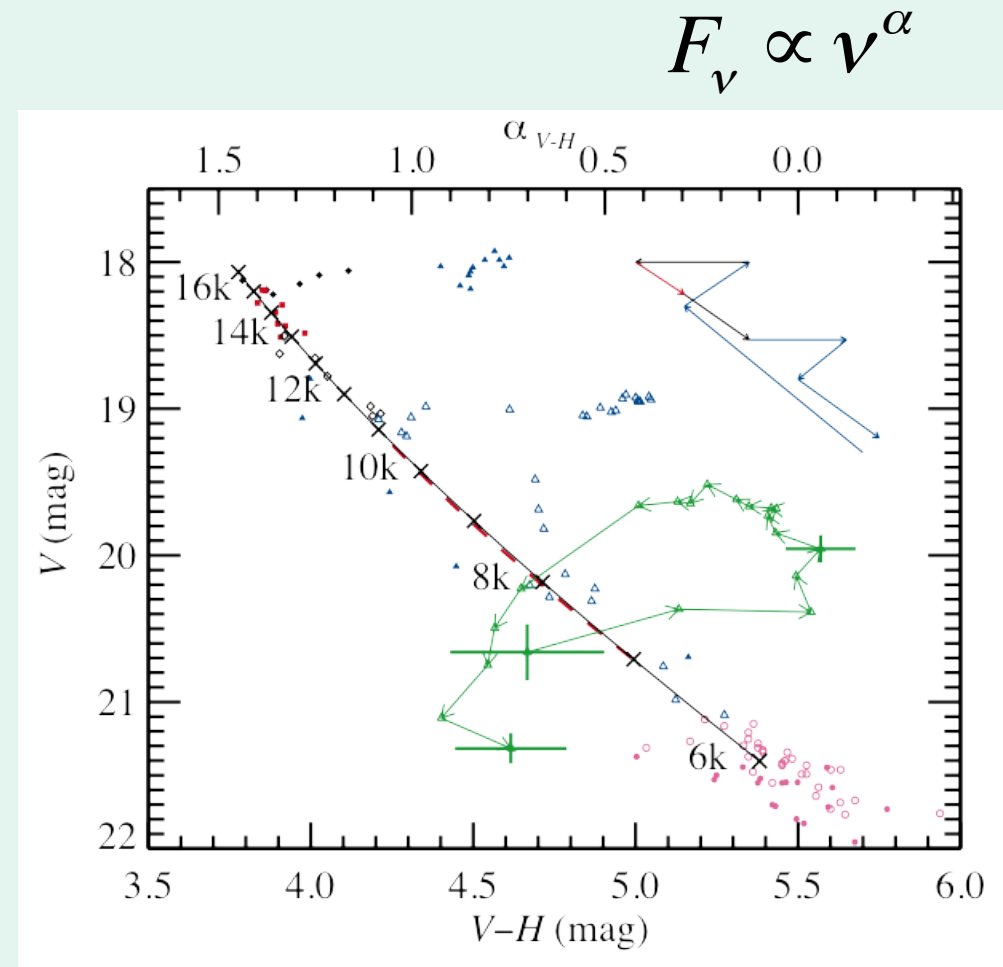 F_ν ∝ ν^α
α V-H
1.5 1.0 0.5 0.0
18
16k
14k
12k
19
10k
V (mag)
20
8k
21
6k
22
3.5 4.0 4.5 5.0 5.5 6.0
V−H (mag)